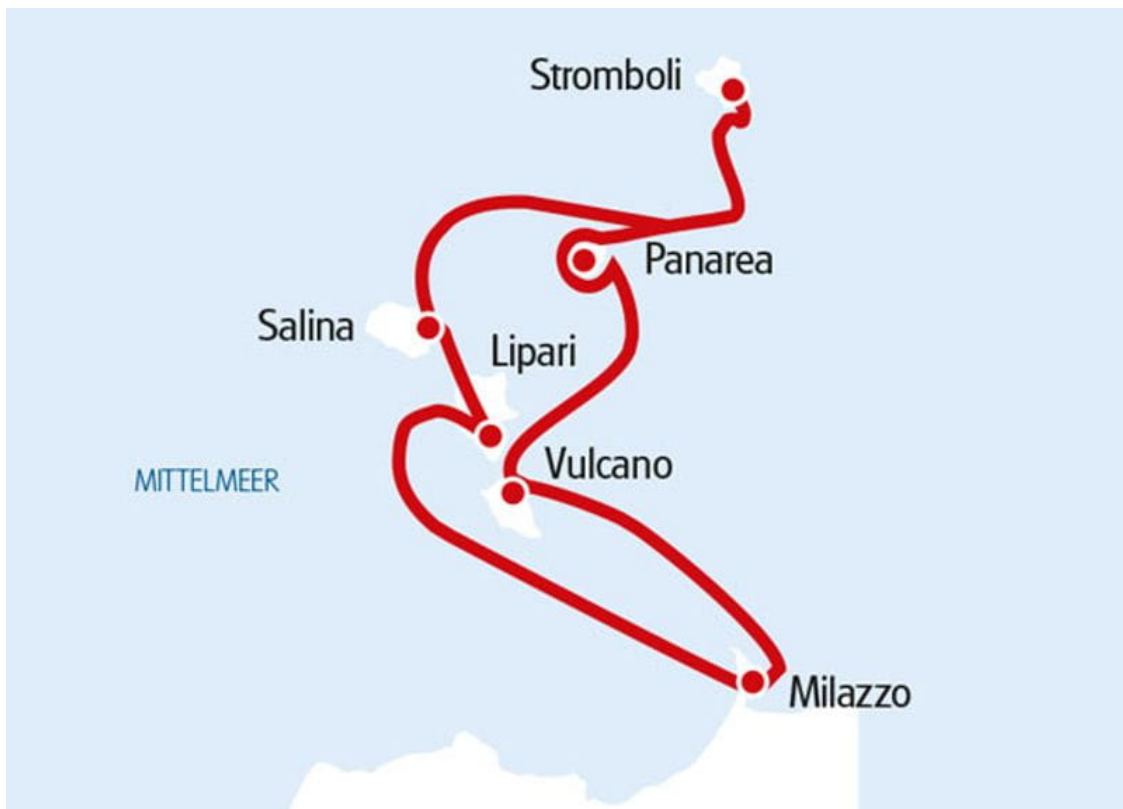 Stromboli
Panarea
Salina
Lipari
Vulcano
MITTELMEER
Milazzo